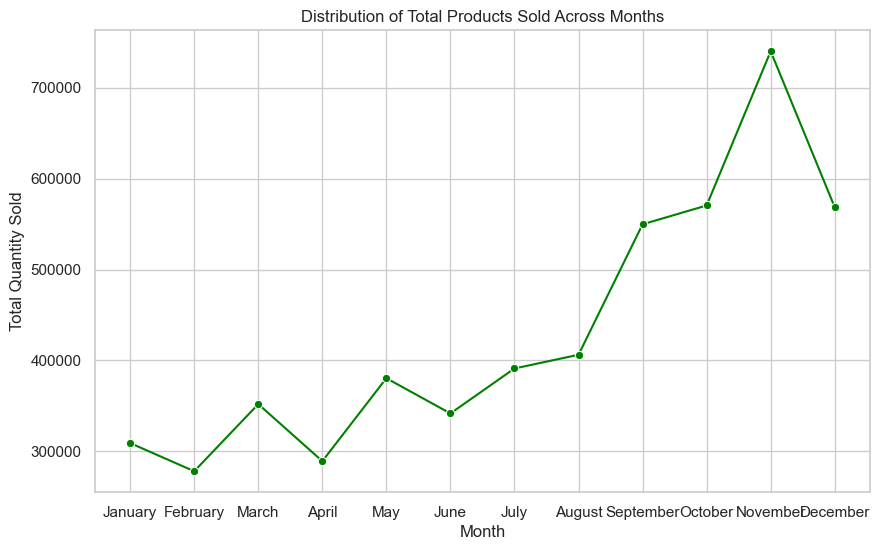 Distribution of Total Products Sold Across Months
Total Quantity Sold
700000
600000
500000
400000
300000
January February March April May June July August September October November December
Month